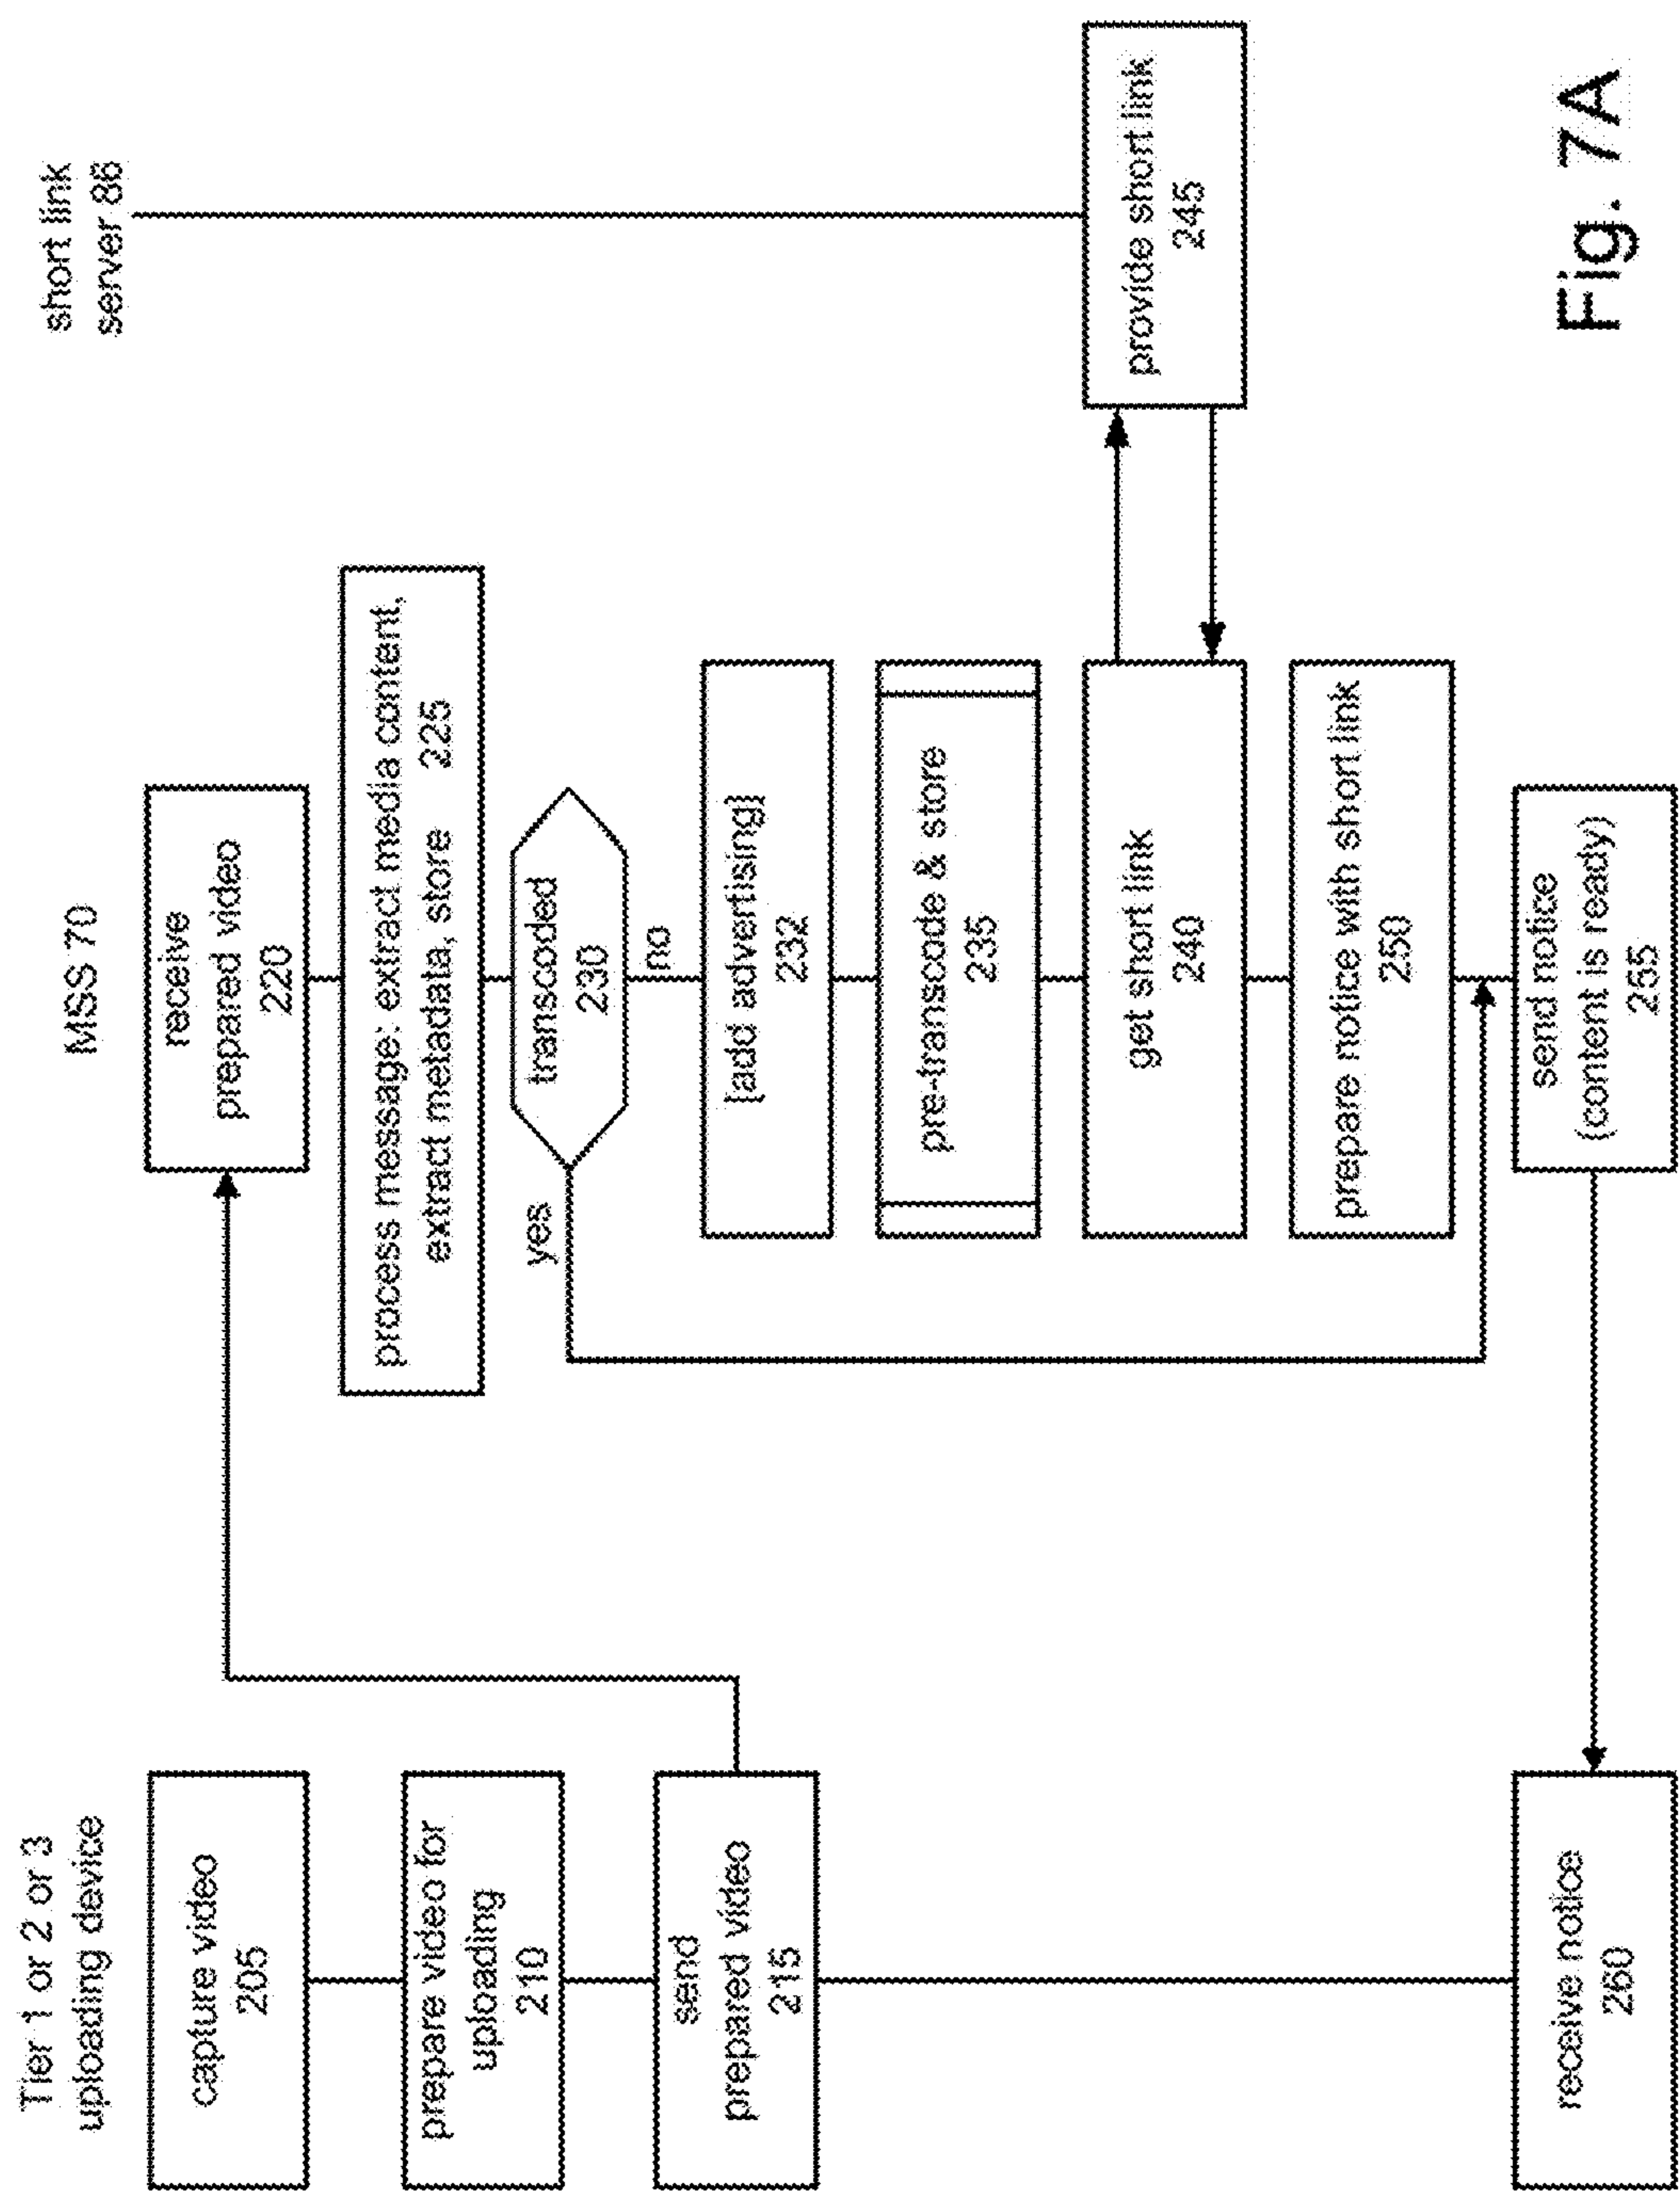 Tier 1 or 2 or 3
uploading device
capture video
205
prepare video for
uploading
210
send
prepared video
215
receive notice
260
MSS 70
receive
prepared video
220
process message: extract media content,
extract metadata, store 225
transcoded
230
yes
no
[add advertising]
232
pre-transcode & store
235
get short link
240
prepare notice with short link
250
send notice
(content is ready)
255
short link
server 86
provide short link
245
Fig. 7A